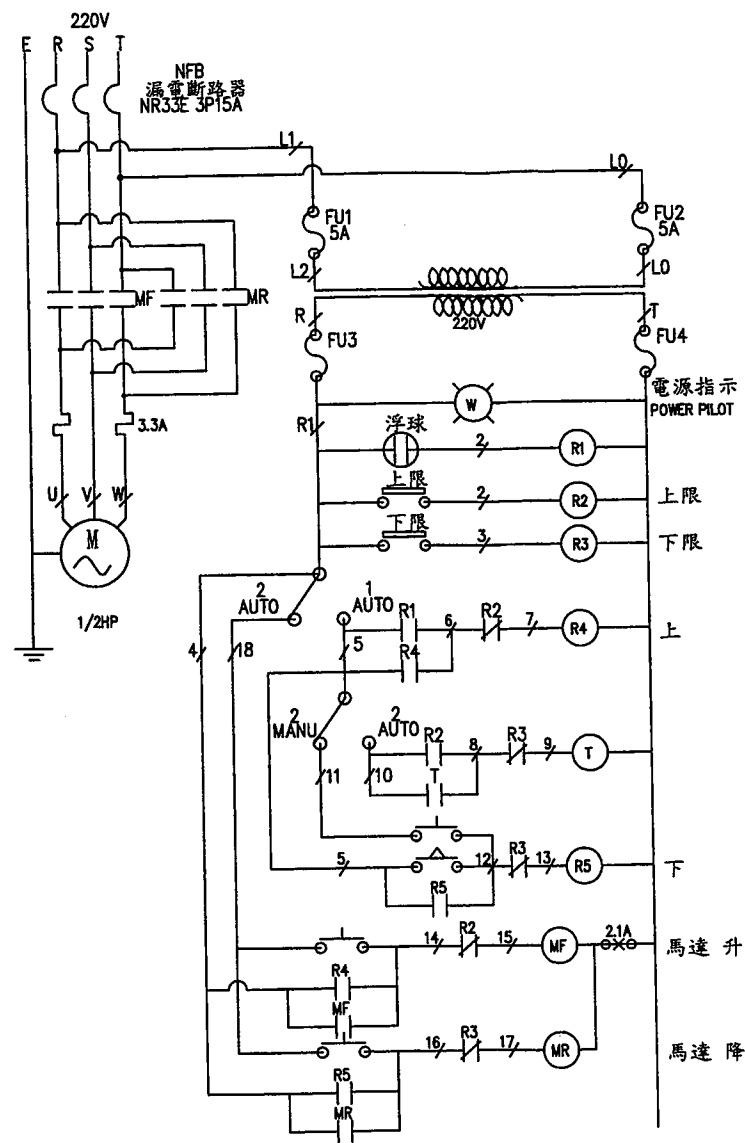 220V
E R S T
NFB
漏電斷路器
NR33E 3P15A
L1
L0
FU1
5A
FU2
5A
L2
L0
MF
MR
R
220V
T
FU3
FU4
電源指示
POWER PILOT
W
3.3A
R1
浮球
2
R1
上限
2
R2
上限
下限
3
R3
下限
U V W
M
1/2HP
2
AUTO
1
AUTO
R1
6
R2
7
R4
上
4
18
5
R4
2
MANU
2
AUTO
R2
8
R3
9
T
11
10
T
5
12
R3
13
R5
下
R5
14
R2
15
MF
2.1A
馬達 升
R4
MF
16
R3
17
MR
馬達 降
R5
MR